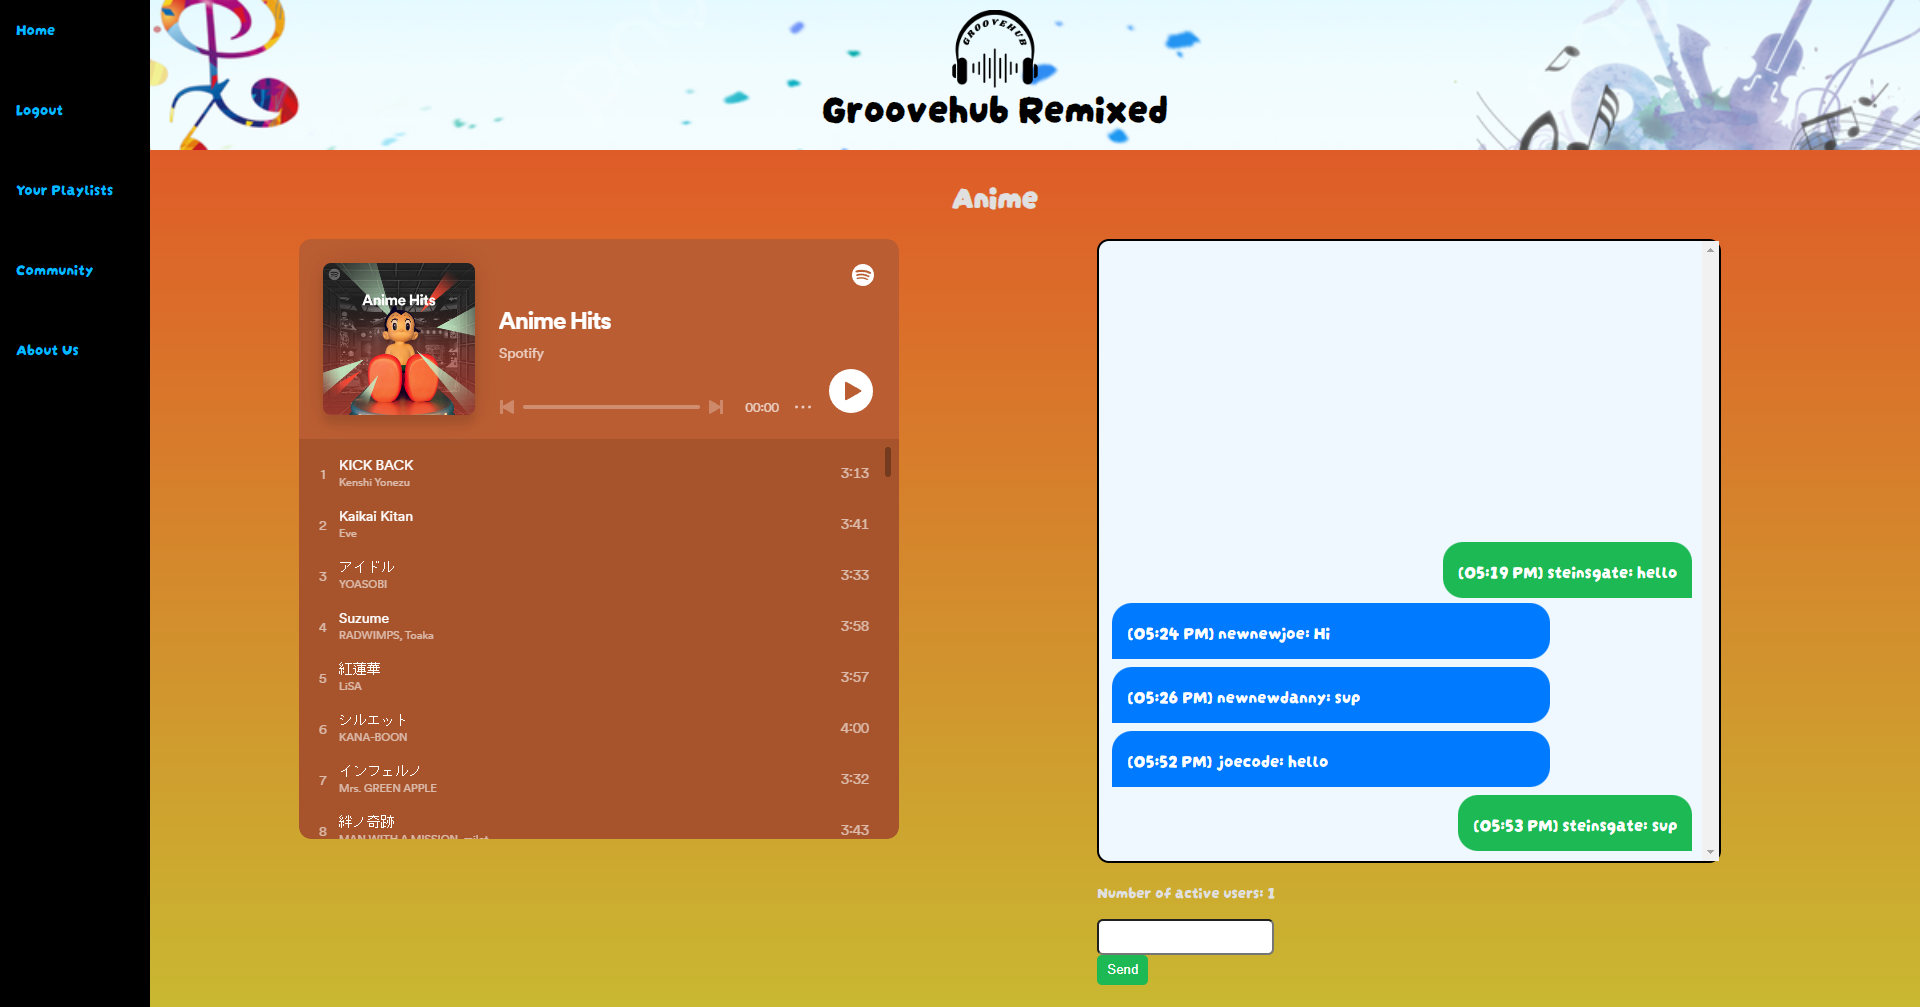 Home
Logout
Your Playlists
Community
About Us
GROOVEHUB
Groovehub Remixed
Anime
Anime Hits
Anime Hits
Spotify
00:00
1 KICK BACK 3:13
Kenshi Yonezu
2 Kaikai Kitan 3:41
Eve
3 アイドル 3:33
YOASOBI
4 Suzume 3:58
RADWIMPS, Toaka
5 紅蓮華 3:57
LiSA
6 シルエット 4:00
KANA-BOON
7 インフェルノ 3:32
Mrs. GREEN APPLE
8 絆ノ奇跡 3:43
MAN WITH A MISSION, milet
(05:19 PM) steinsgate: hello
(05:24 PM) newnewjoe: Hi
(05:26 PM) newnewdanny: sup
(05:52 PM) joecode: hello
(05:53 PM) steinsgate: sup
Number of active users: 1
Send